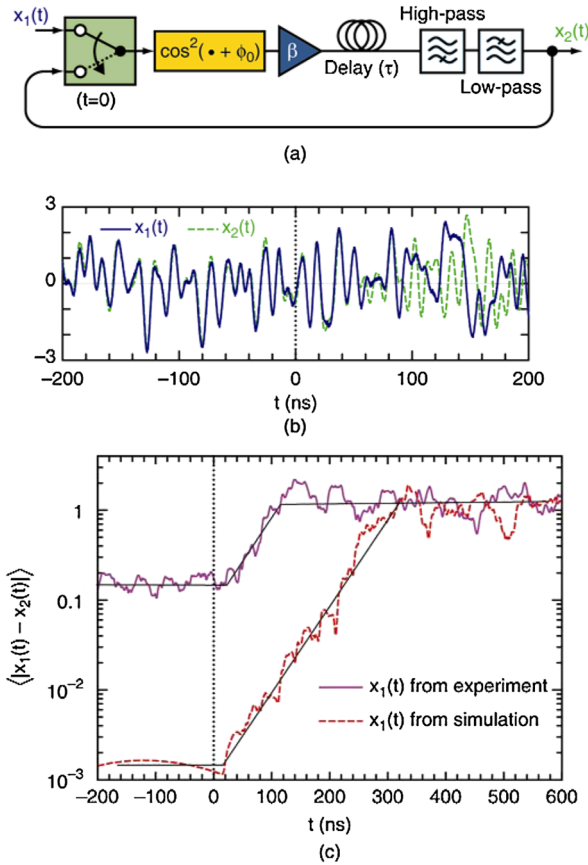 x₁(t)
High-pass
x₂(t)
cos²( • + ϕ₀)
β
Delay (τ)
Low-pass
(t=0)
(a)
3
x₁(t)
x₂(t)
0
−3
−200
−100
0
100
200
t (ns)
(b)
⟨|x₁(t) − x₂(t)|⟩
1
0.1
10⁻²
10⁻³
x₁(t) from experiment
x₁(t) from simulation
−200
−100
0
100
200
300
400
500
600
t (ns)
(c)